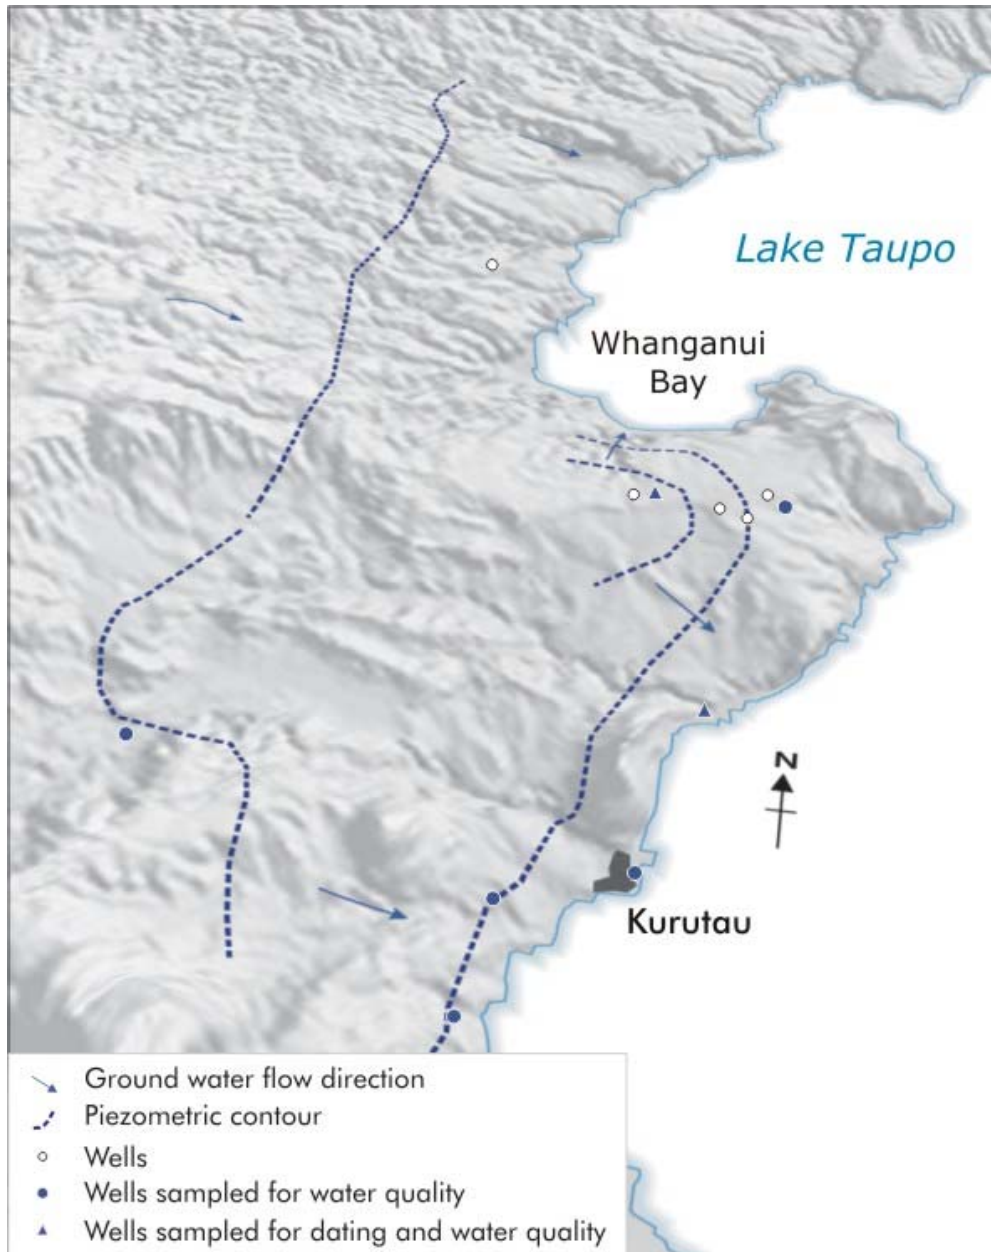 Lake Taupo
Whanganui
Bay
N
Kurutau
Ground water flow direction
Piezometric contour
Wells
Wells sampled for water quality
Wells sampled for dating and water quality